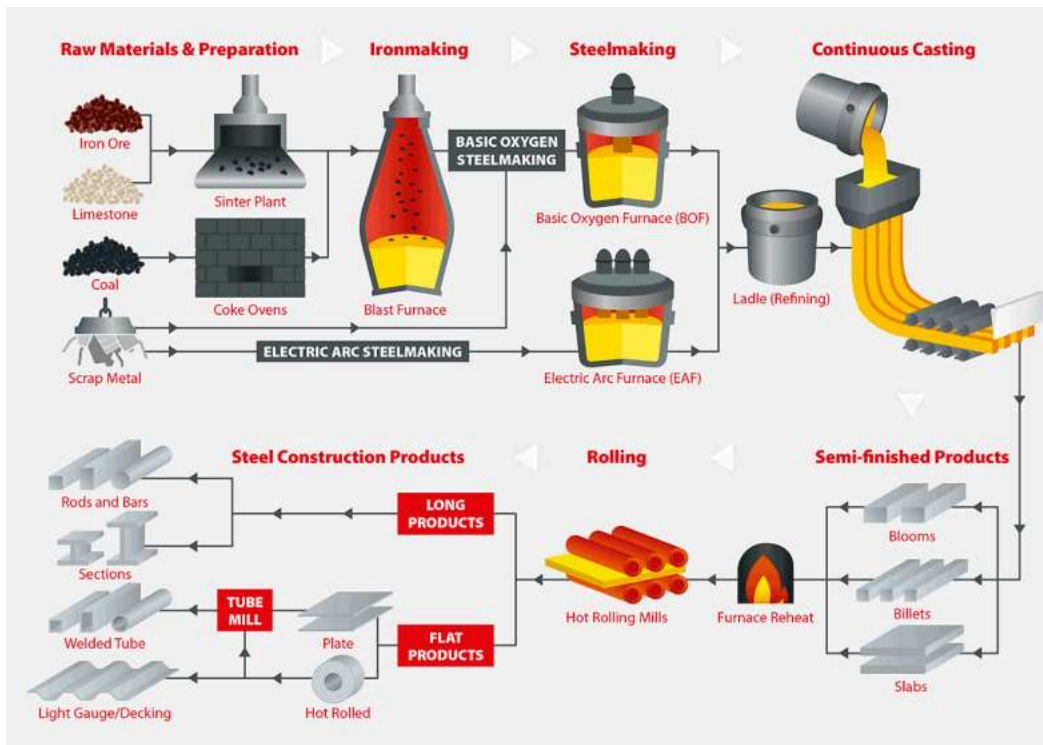 Raw Materials & Preparation
Ironmaking
Steelmaking
Continuous Casting
Iron Ore
Limestone
Coal
Scrap Metal
Sinter Plant
Coke Ovens
Blast Furnace
BASIC OXYGEN
STEELMAKING
ELECTRIC ARC STEELMAKING
Basic Oxygen Furnace (BOF)
Electric Arc Furnace (EAF)
Ladle (Refining)
Steel Construction Products
Rolling
Semi-finished Products
Rods and Bars
Sections
Welded Tube
Light Gauge/Decking
LONG
PRODUCTS
TUBE
MILL
Plate
FLAT
PRODUCTS
Hot Rolled
Hot Rolling Mills
Furnace Reheat
Blooms
Billets
Slabs